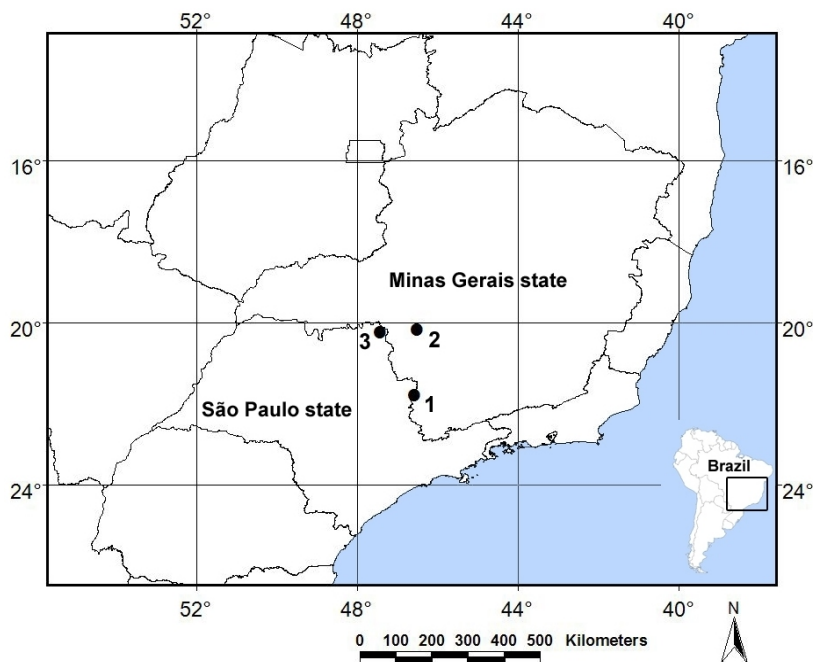 52° 48° 44° 40°
16° 16°
Minas Gerais state
20° 20°
3 2
São Paulo state 1
Brazil
24° 24°
52° 48° 44° 40°
N
0 100 200 300 400 500 Kilometers